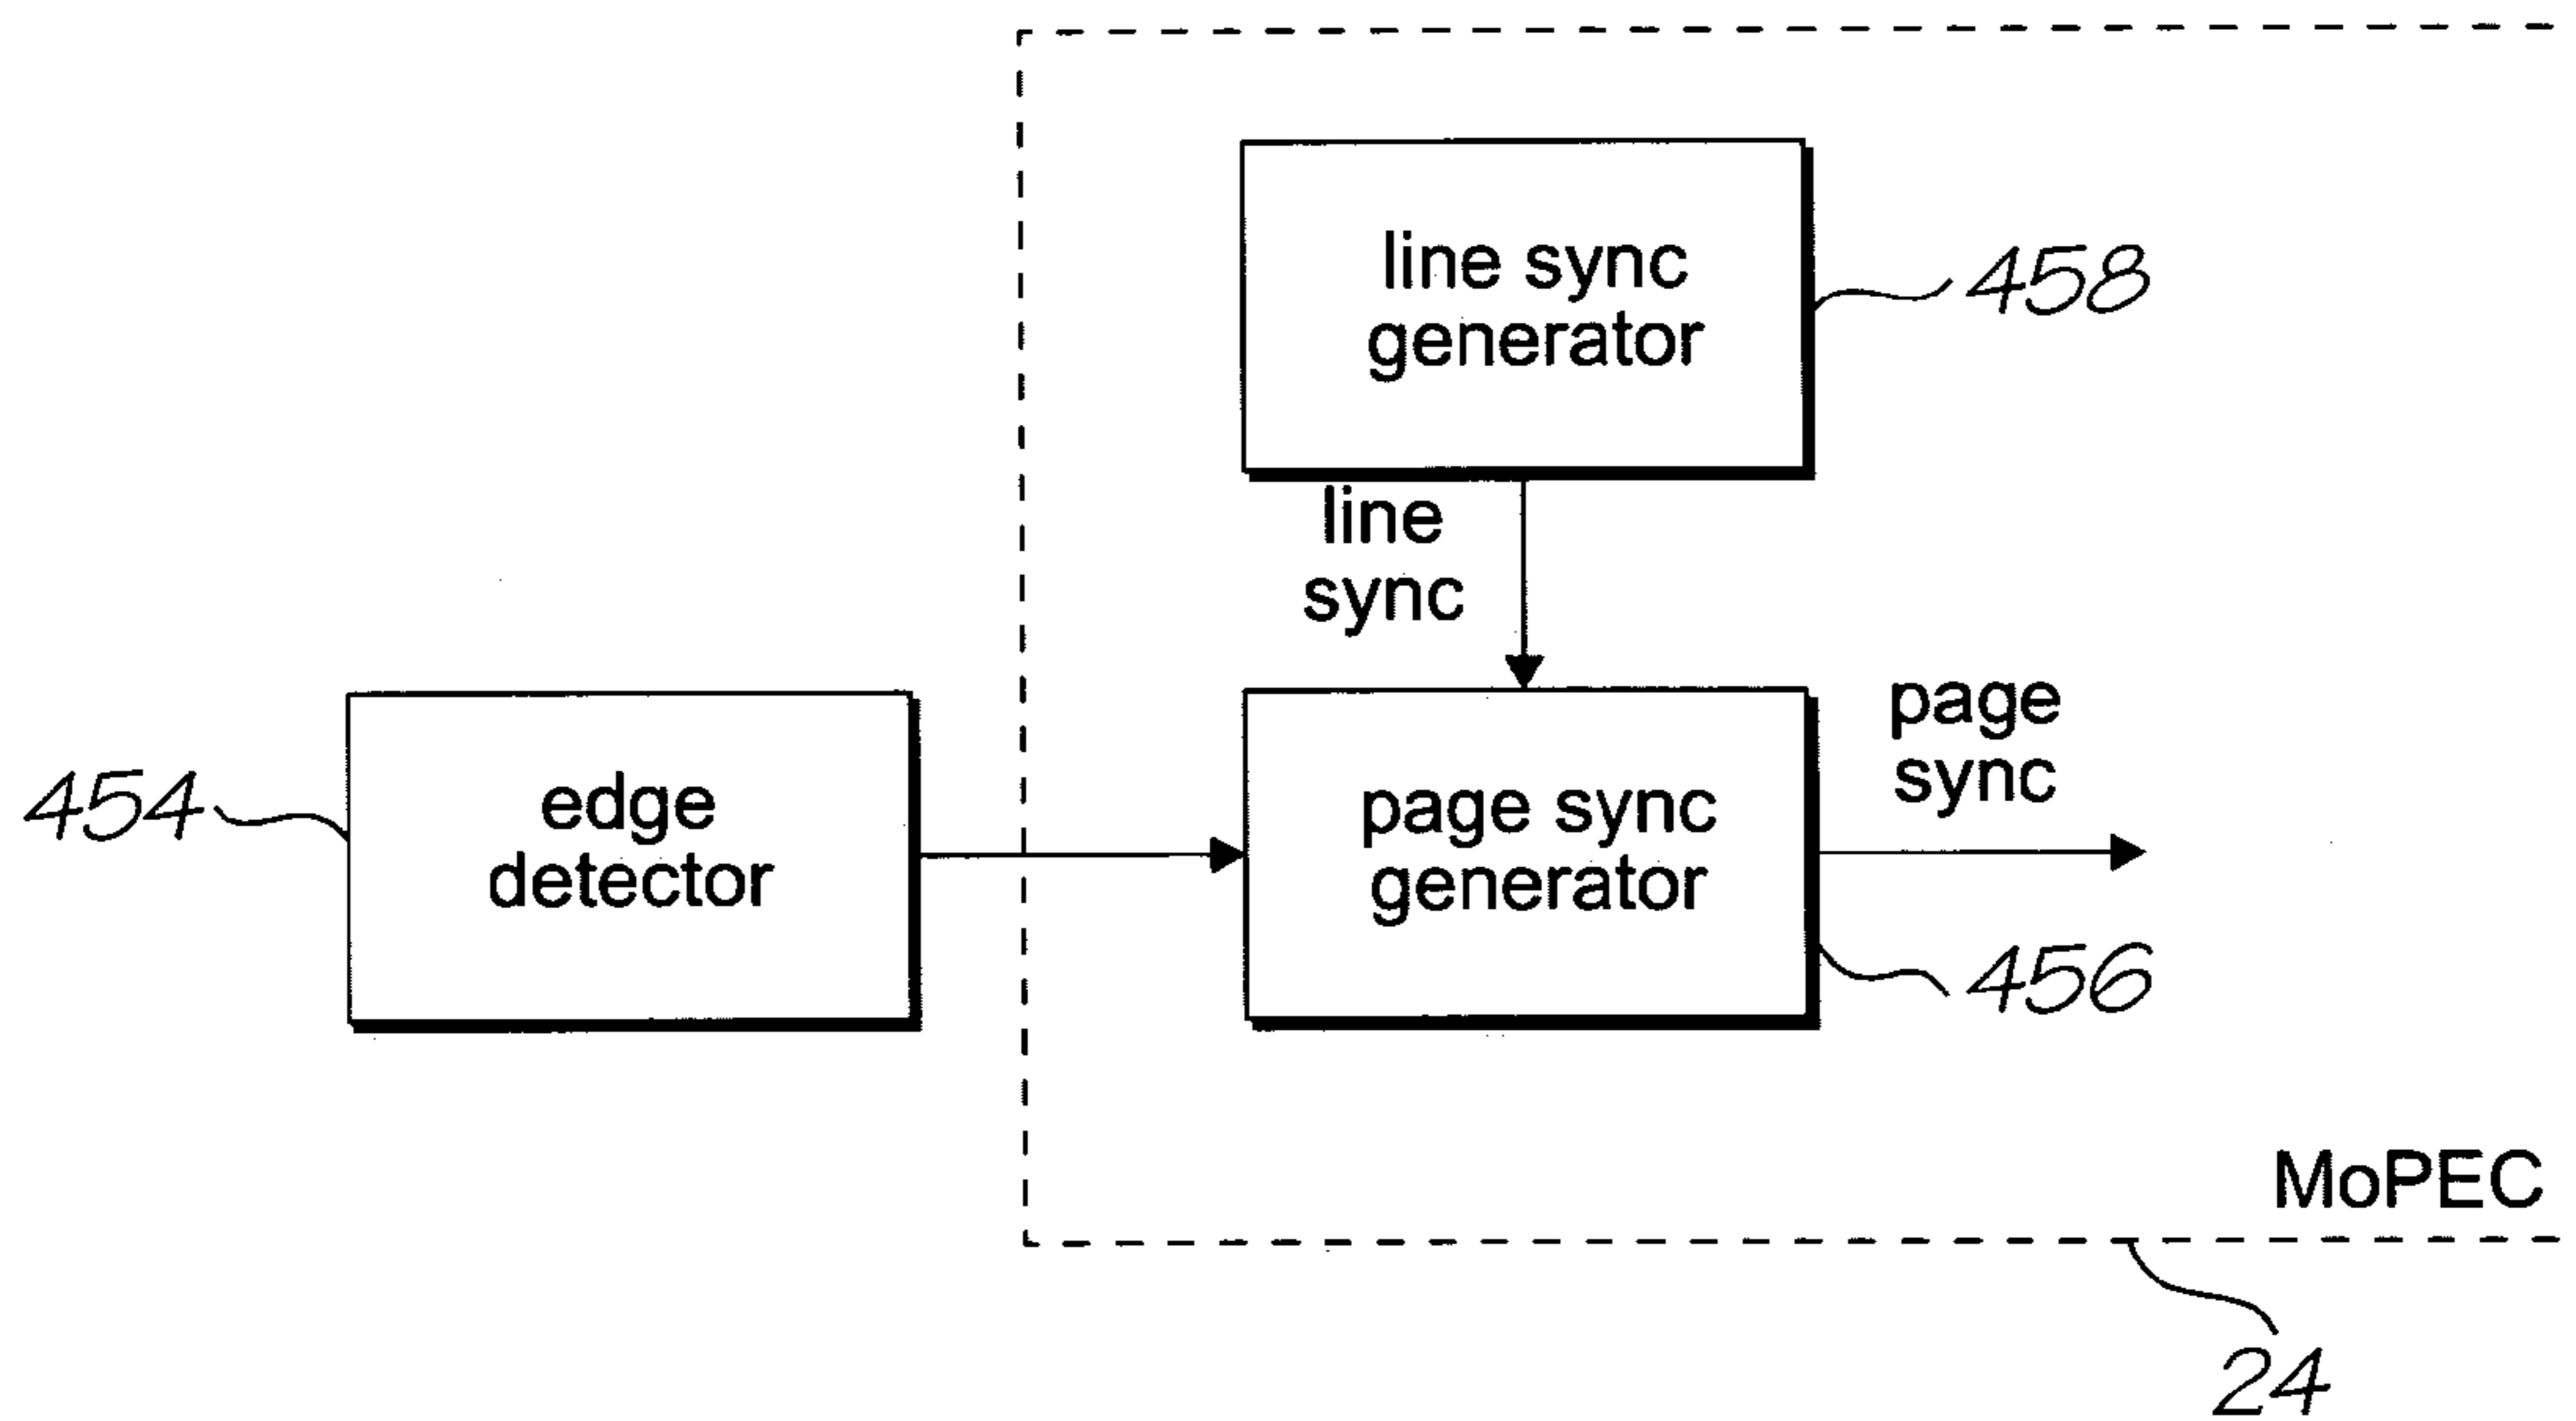 line sync
generator
458
line
sync
page
sync
454
edge
detector
page sync
generator
456
MoPEC
24